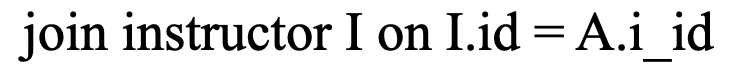 join instructor I on I.id = A.i_id